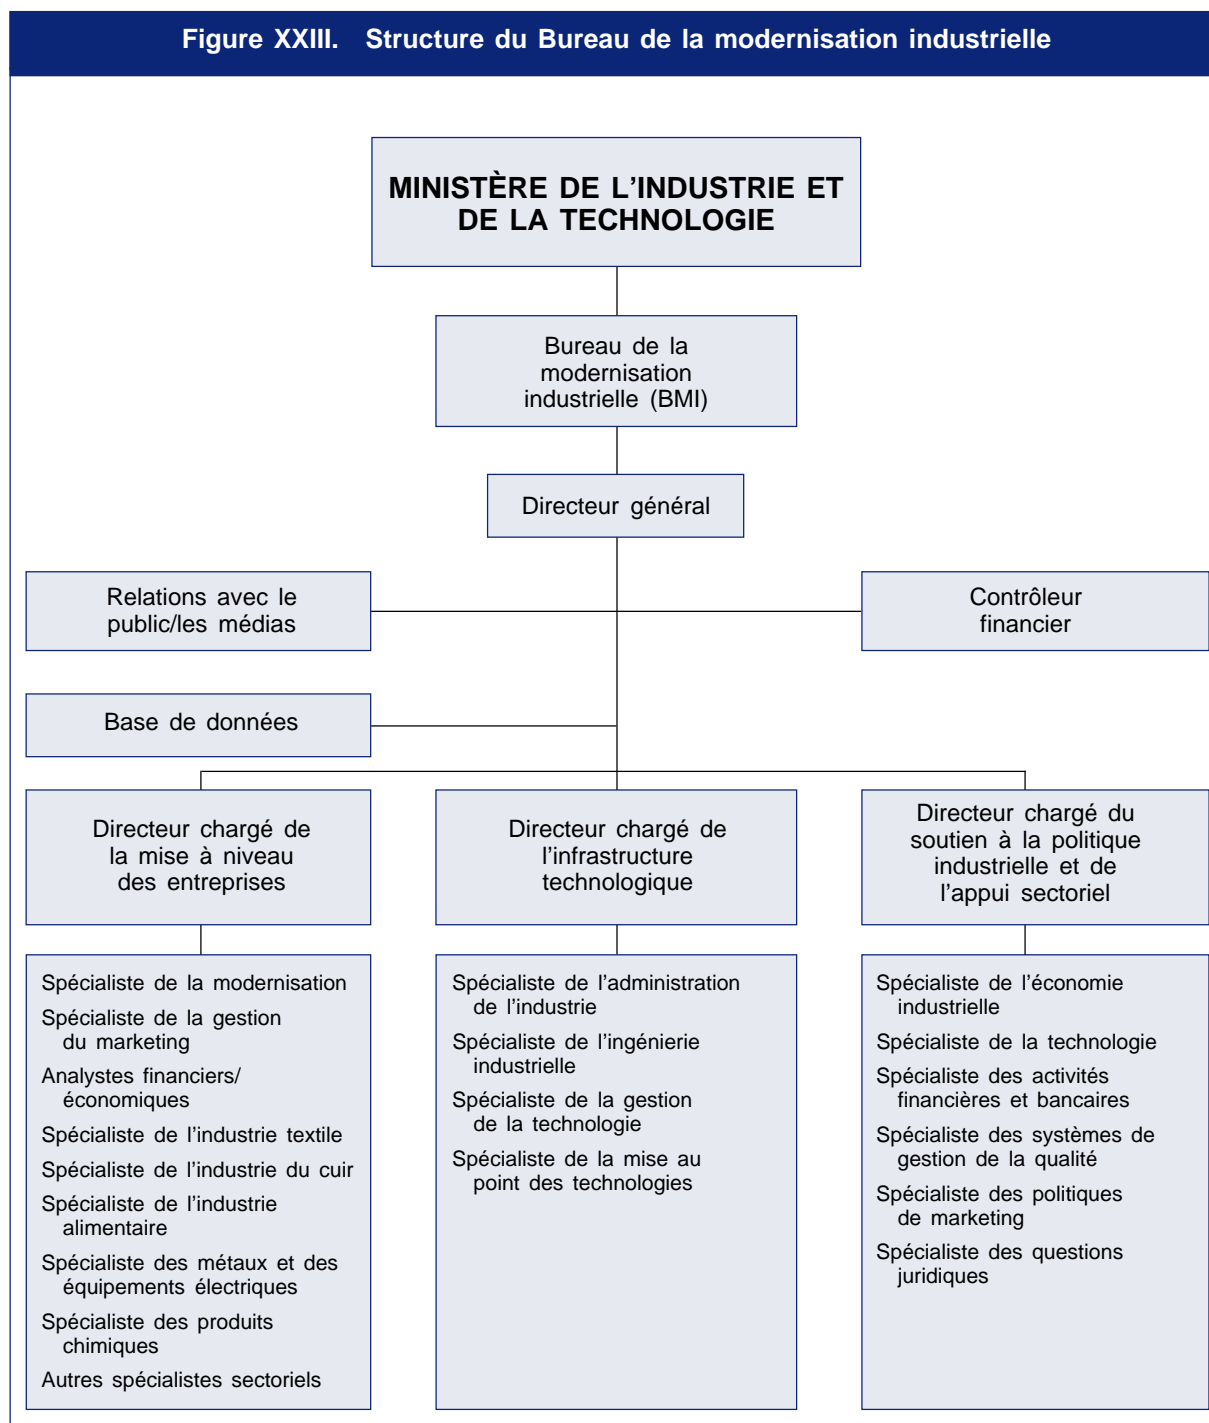 Figure XXIII. Structure du Bureau de la modernisation industrielle
MINISTÈRE DE L'INDUSTRIE ET
DE LA TECHNOLOGIE
Bureau de la
modernisation
industrielle (BMI)
Directeur général
Relations avec le
public/les médias
Contrôleur
financier
Base de données
Directeur chargé de
la mise à niveau
des entreprises
Directeur chargé de
l'infrastructure
technologique
Directeur chargé du
soutien à la politique
industrielle et de
l'appui sectoriel
Spécialiste de la modernisation
Spécialiste de la gestion
du marketing
Analystes financiers/
économiques
Spécialiste de l'industrie textile
Spécialiste de l'industrie du cuir
Spécialiste de l'industrie
alimentaire
Spécialiste des métaux et des
équipements électriques
Spécialiste des produits
chimiques
Autres spécialistes sectoriels
Spécialiste de l'administration
de l'industrie
Spécialiste de l'ingénierie
industrielle
Spécialiste de la gestion
de la technologie
Spécialiste de la mise au
point des technologies
Spécialiste de l'économie
industrielle
Spécialiste de la technologie
Spécialiste des activités
financières et bancaires
Spécialiste des systèmes de
gestion de la qualité
Spécialiste des politiques
de marketing
Spécialiste des questions
juridiques